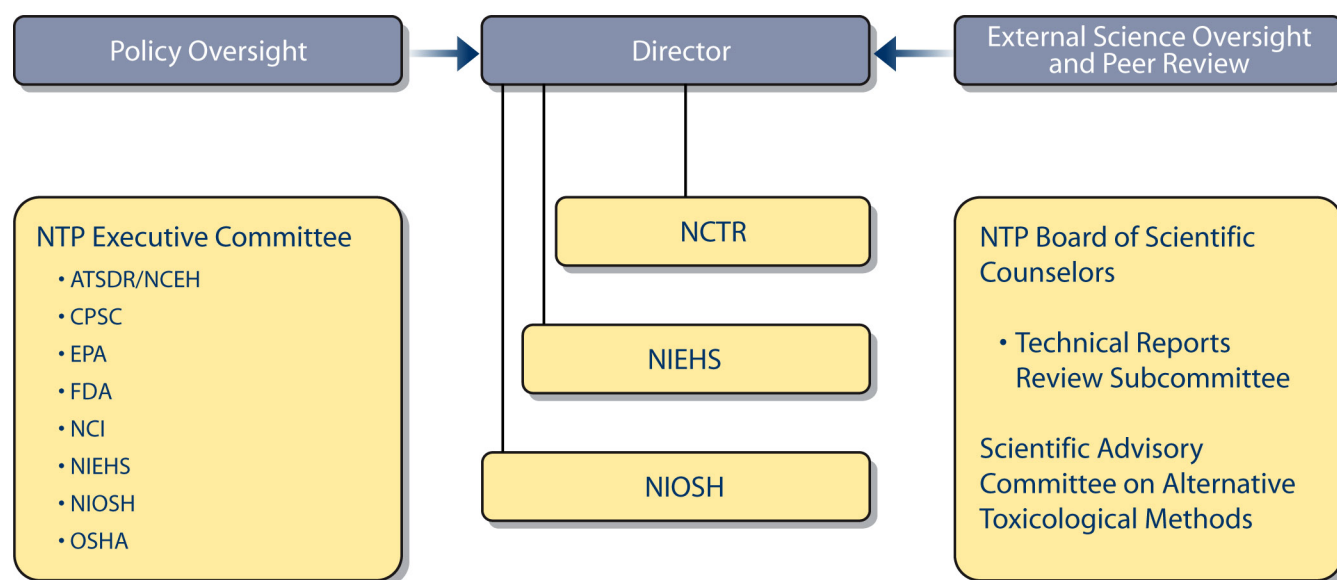 Policy Oversight
Director
External Science Oversight
and Peer Review
NTP Executive Committee
• ATSDR/NCEH
• CPSC
• EPA
• FDA
• NCI
• NIEHS
• NIOSH
• OSHA
NCTR
NIEHS
NIOSH
NTP Board of Scientific
Counselors
• Technical Reports
Review Subcommittee
Scientific Advisory
Committee on Alternative
Toxicological Methods